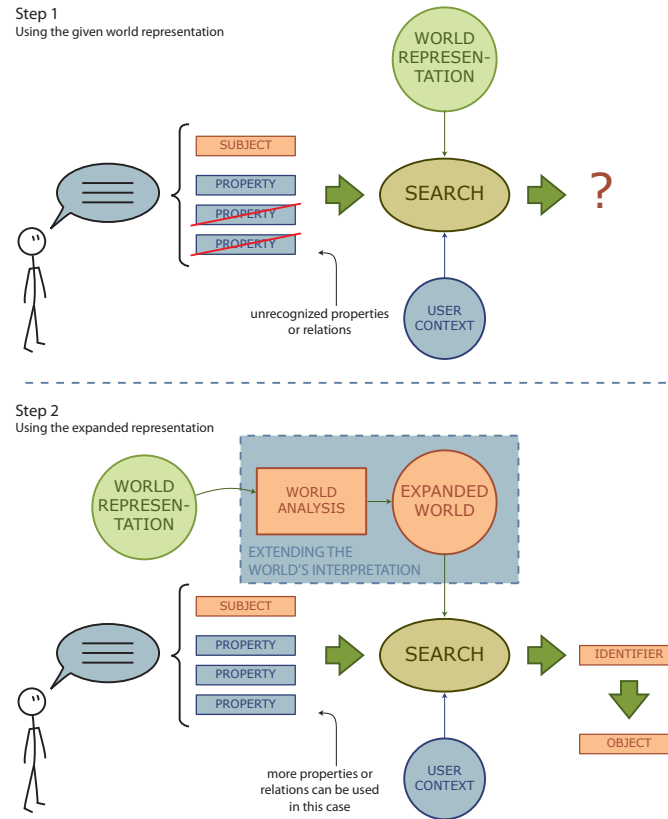 Step 1
Using the given world representation
WORLD
REPRESEN-
TATION
SUBJECT
PROPERTY
PROPERTY
PROPERTY
SEARCH
?
unrecognized properties
or relations
USER
CONTEXT
Step 2
Using the expanded representation
WORLD
REPRESEN-
TATION
WORLD
ANALYSIS
EXPANDED
WORLD
EXTENDING THE
WORLD'S INTERPRETATION
SUBJECT
PROPERTY
PROPERTY
PROPERTY
SEARCH
IDENTIFIER
OBJECT
more properties or
relations can be used
in this case
USER
CONTEXT